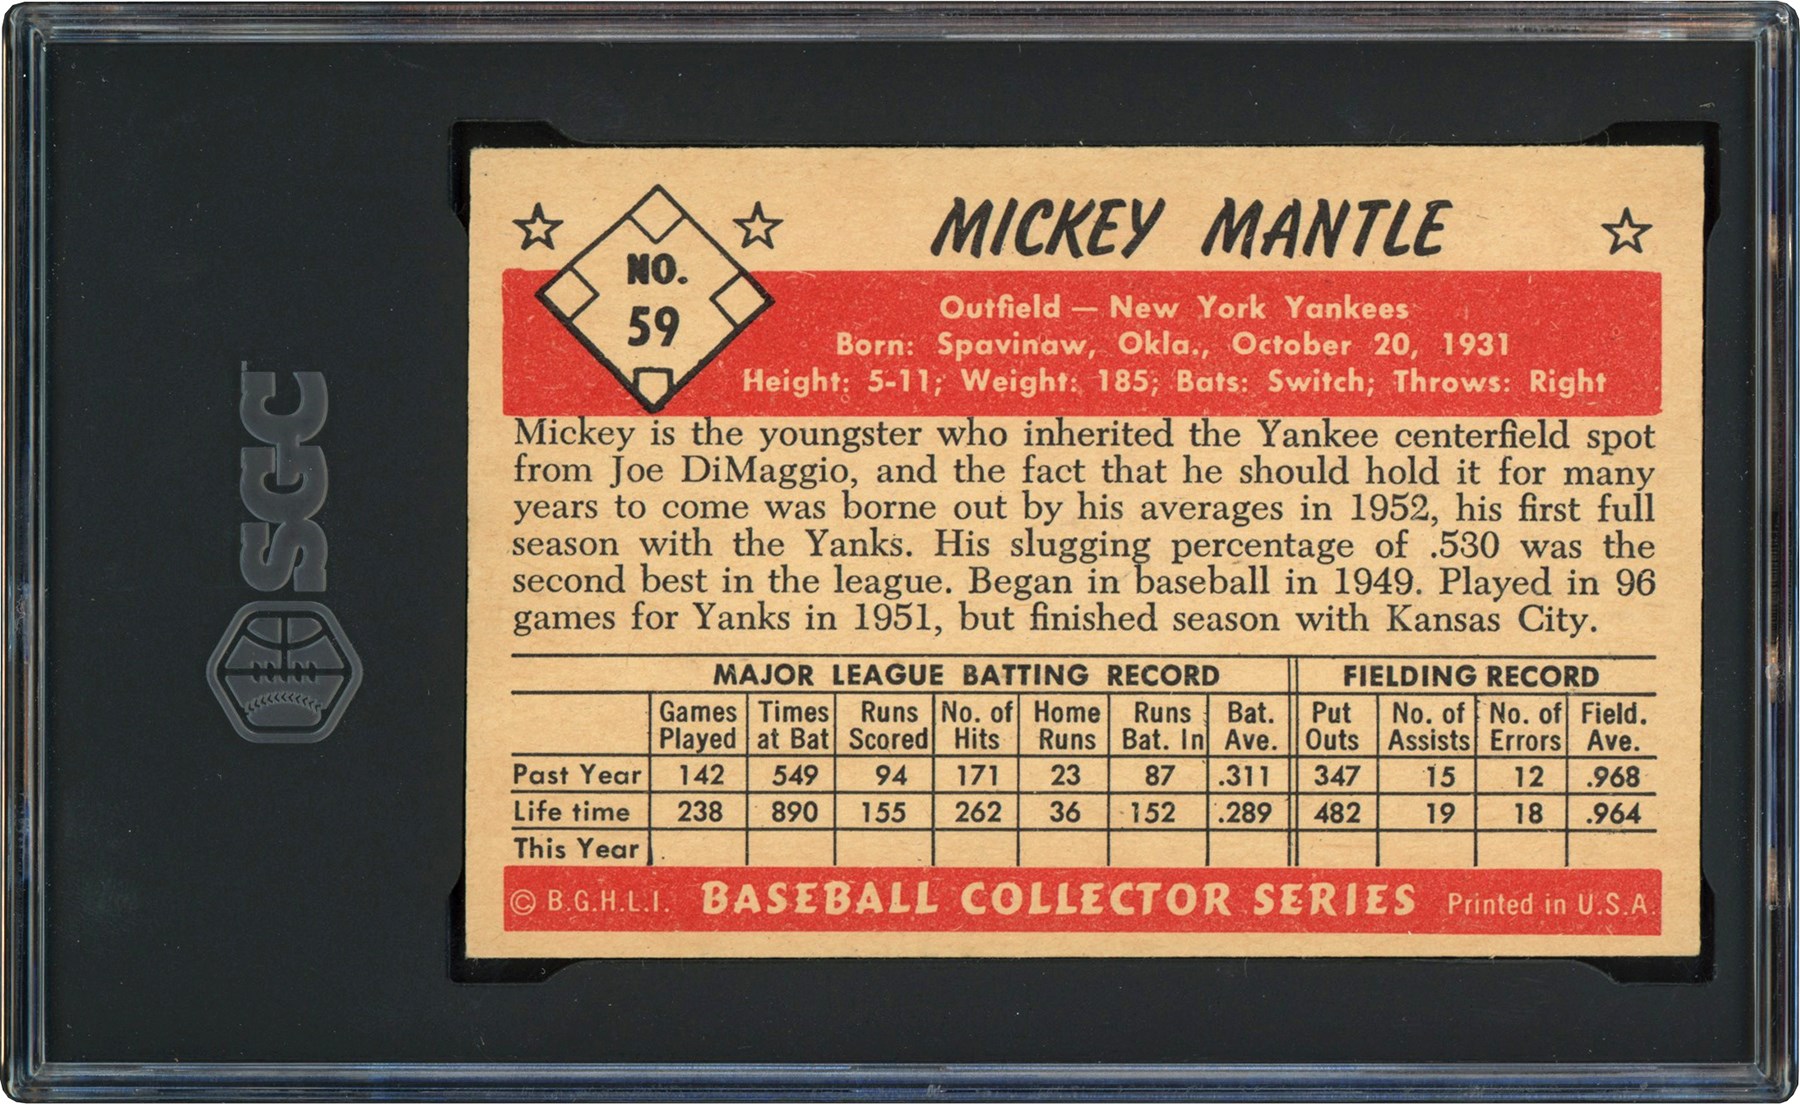 MICKEY MANTLE
NO.
59
Outfield — New York Yankees
Born: Spavinaw, Okla., October 20, 1931
Height: 5-11; Weight: 185; Bats: Switch; Throws: Right
Mickey is the youngster who inherited the Yankee centerfield spot
from Joe DiMaggio, and the fact that he should hold it for many
years to come was borne out by his averages in 1952, his first full
season with the Yanks. His slugging percentage of .530 was the
second best in the league. Began in baseball in 1949. Played in 96
games for Yanks in 1951, but finished season with Kansas City.
MAJOR LEAGUE BATTING RECORD FIELDING RECORD
Games Times Runs No. of Home Runs Bat. Put No. of No. of Field.
Played at Bat Scored Hits Runs Bat. In Ave. Outs Assists Errors Ave.
Past Year 142 549 94 171 23 87 .311 347 15 12 .968
Life time 238 890 155 262 36 152 .289 482 19 18 .964
This Year
© B.G.H.L.I. BASEBALL COLLECTOR SERIES Printed in U.S.A.
SGC